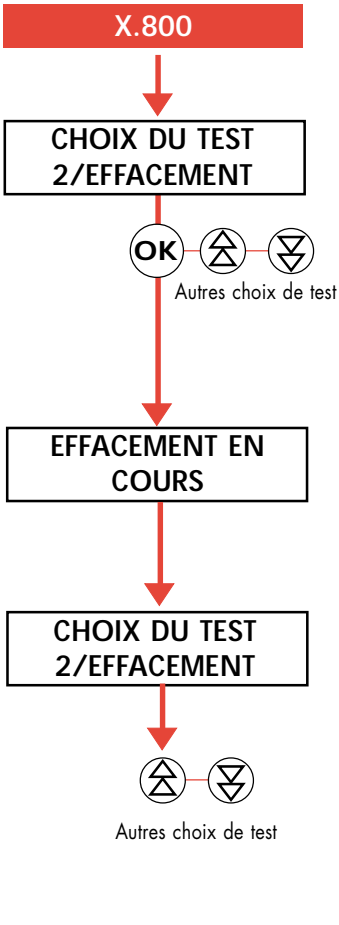 X.800
CHOIX DU TEST
2/EFFACEMENT
OK
Autres choix de test
EFFACEMENT EN
COURS
CHOIX DU TEST
2/EFFACEMENT
Autres choix de test